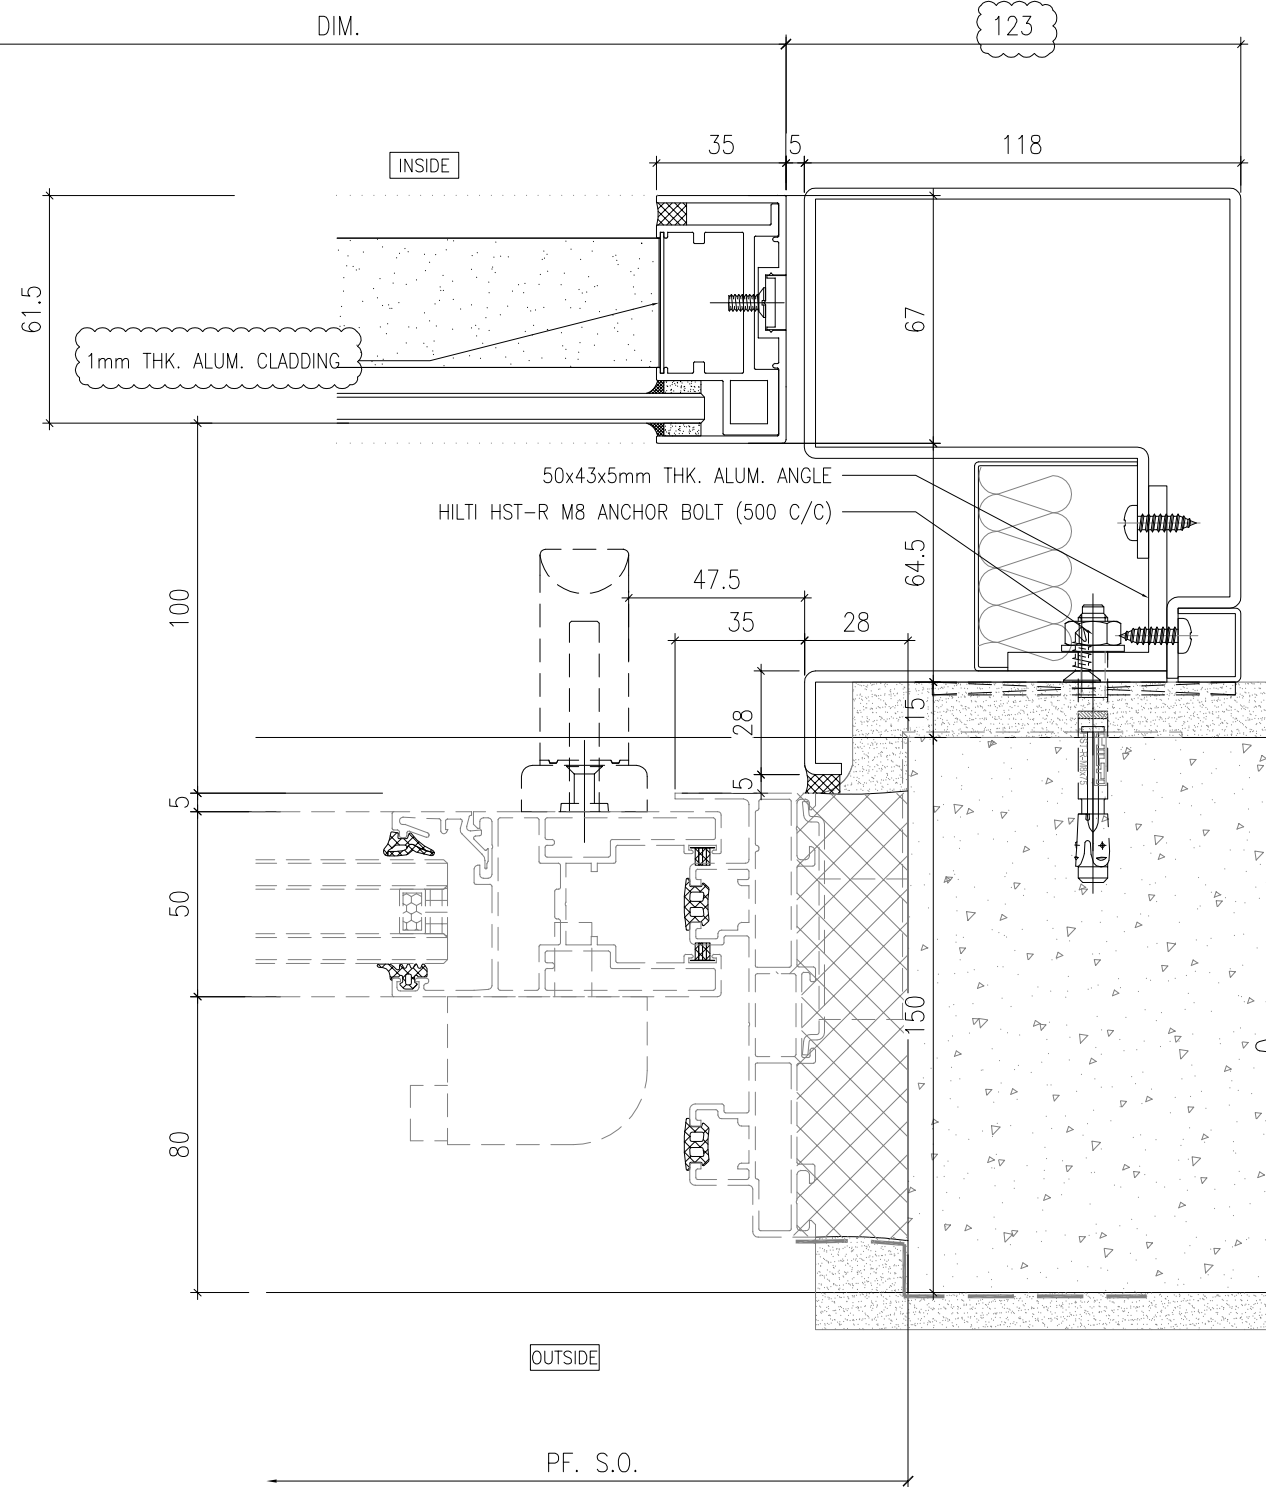 DIM.
123
35
5
118
INSIDE
61.5
67
1mm THK. ALUM. CLADDING
50x43x5mm THK. ALUM. ANGLE
HILTI HST-R M8 ANCHOR BOLT (500 C/C)
64.5
47.5
100
35
28
28
15
5
5
50
150
80
OUTSIDE
PF. S.O.